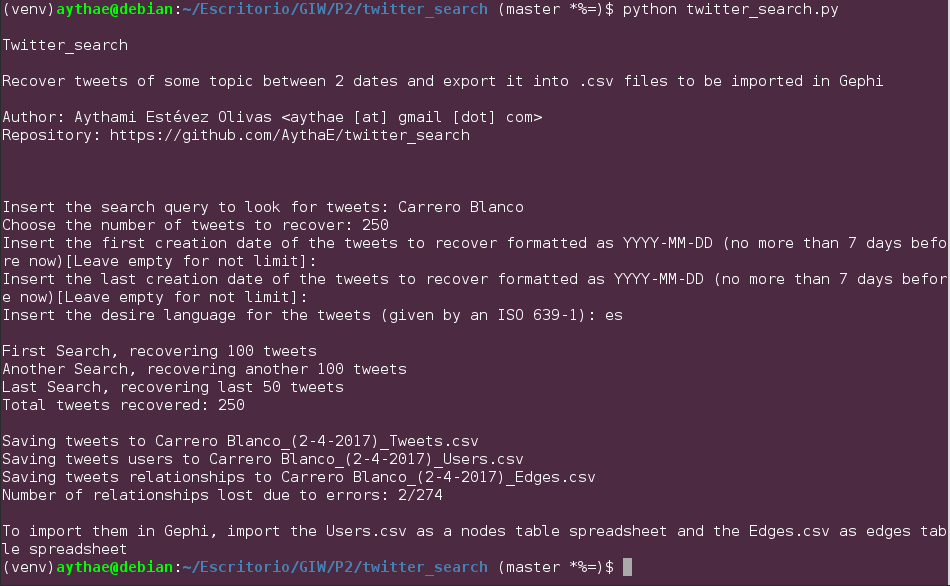 (venv)aythae@debian:~/Escritorio/GIW/P2/twitter_search (master *%=)$ python twitter_search.py
Twitter_search
Recover tweets of some topic between 2 dates and export it into .csv files to be imported in Gephi
Author: Aythami Estévez Olivas <aythae [at] gmail [dot] com>
Repository: https://github.com/AythaE/twitter_search
Insert the search query to look for tweets: Carrero Blanco
Choose the number of tweets to recover: 250
Insert the first creation date of the tweets to recover formatted as YYYY-MM-DD (no more than 7 days befo
re now)[Leave empty for not limit]:
Insert the last creation date of the tweets to recover formatted as YYYY-MM-DD (no more than 7 days befor
e now)[Leave empty for not limit]:
Insert the desire language for the tweets (given by an ISO 639-1): es
First Search, recovering 100 tweets
Another Search, recovering another 100 tweets
Last Search, recovering last 50 tweets
Total tweets recovered: 250
Saving tweets to Carrero Blanco_(2-4-2017)_Tweets.csv
Saving tweets users to Carrero Blanco_(2-4-2017)_Users.csv
Saving tweets relationships to Carrero Blanco_(2-4-2017)_Edges.csv
Number of relationships lost due to errors: 2/274
To import them in Gephi, import the Users.csv as a nodes table spreadsheet and the Edges.csv as edges tab
le spreadsheet
(venv)aythae@debian:~/Escritorio/GIW/P2/twitter_search (master *%=)$